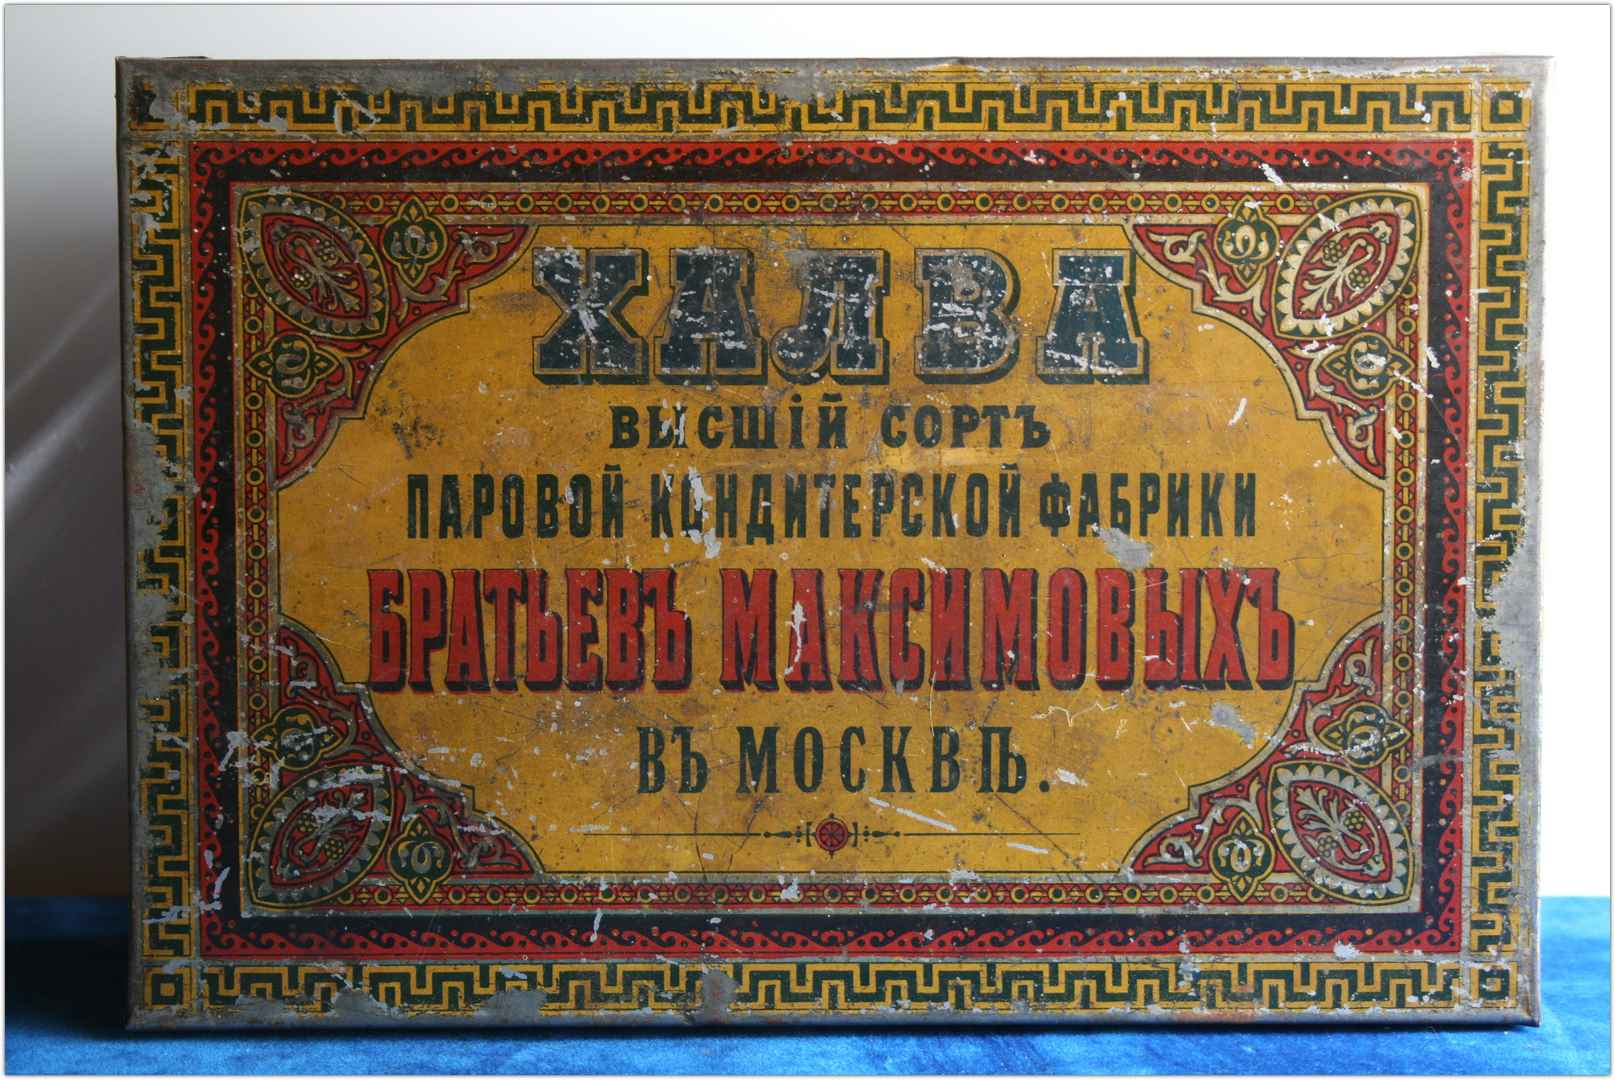 ХАЛВА
ВЫСШІЙ СОРТЪ
ПАРОВОЙ КОНДИТЕРСКОЙ ФАБРИКИ
БРАТЬЕВЪ МАКСИМОВЫХЪ
ВЪ МОСКВѢ.